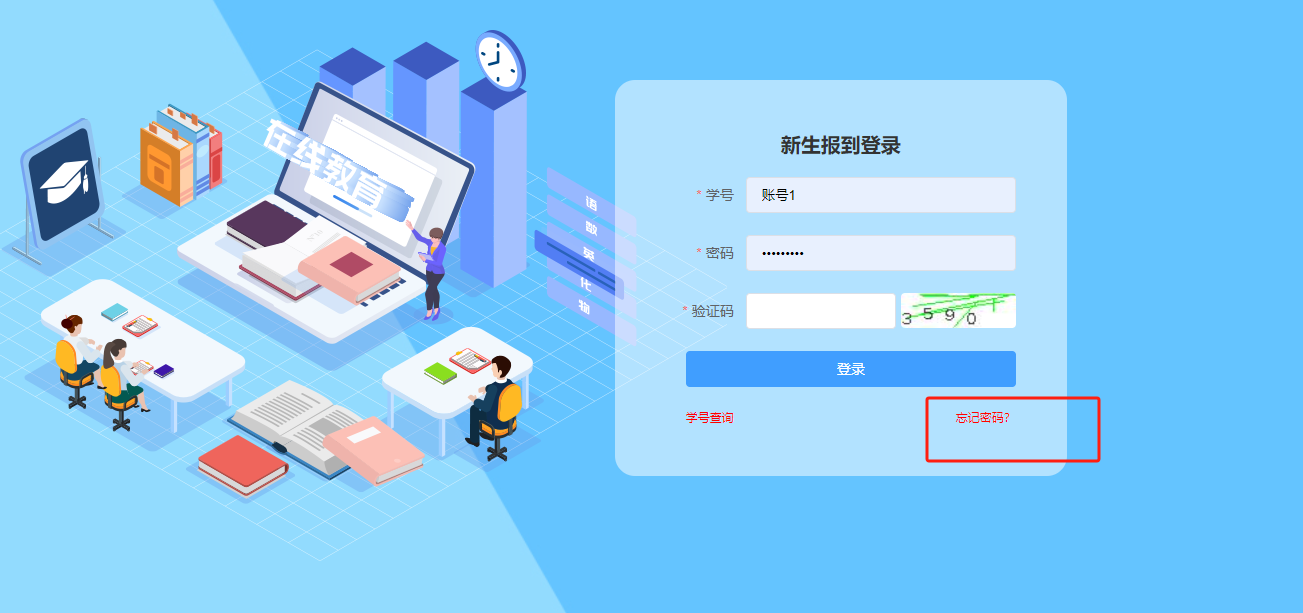 在线教育
语
数
英
化
物
新生报到登录
* 学号
账号1
* 密码
•••••••••
* 验证码
3590
登录
学号查询
忘记密码?